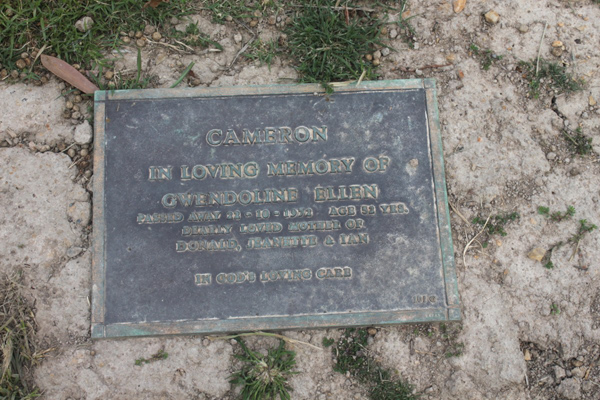 CAMERON
IN LOVING MEMORY OF
GWENDOLINE ELLEN
PASSED AWAY 10 AGE YRS.
DEARLY LOVED MOTHER OF
DONALD, JEANETTE & IAN
IN GOD'S LOVING CARE